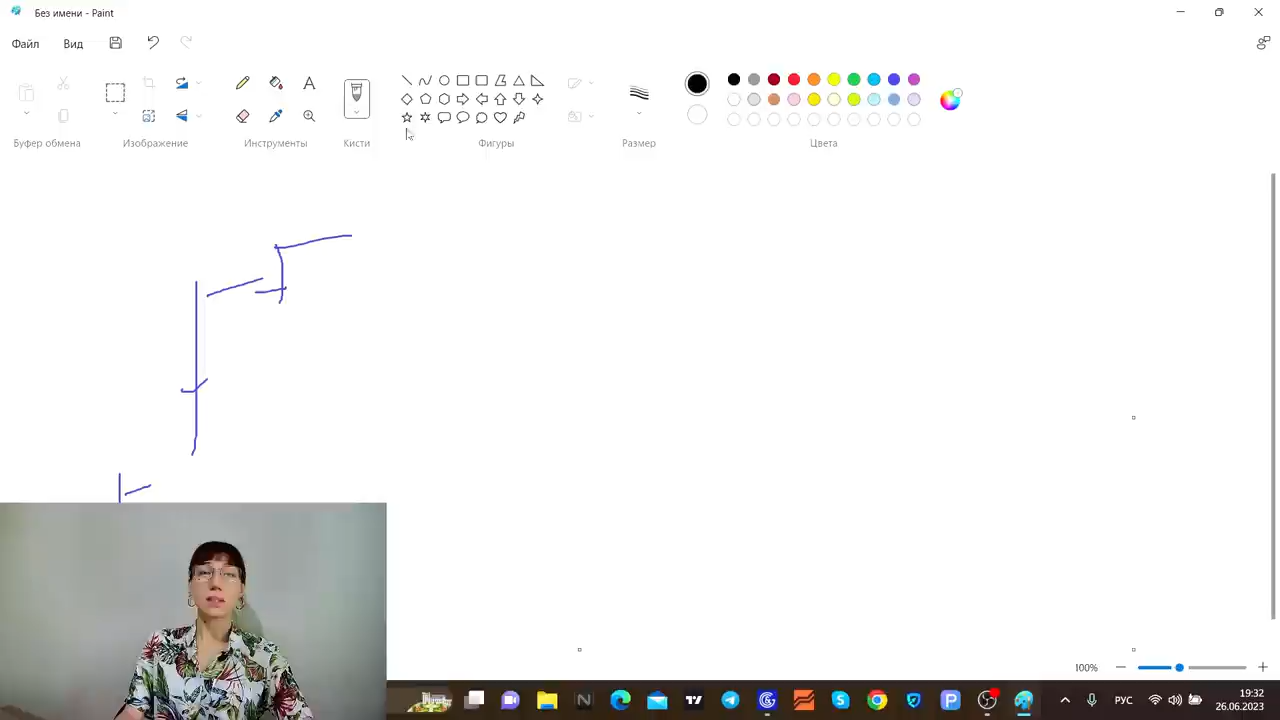 Без имени - Paint
Файл Вид
Буфер обмена Изображение Инструменты Кисти Фигуры Размер Цвета
100%
РУС 19:32
26.06.2023